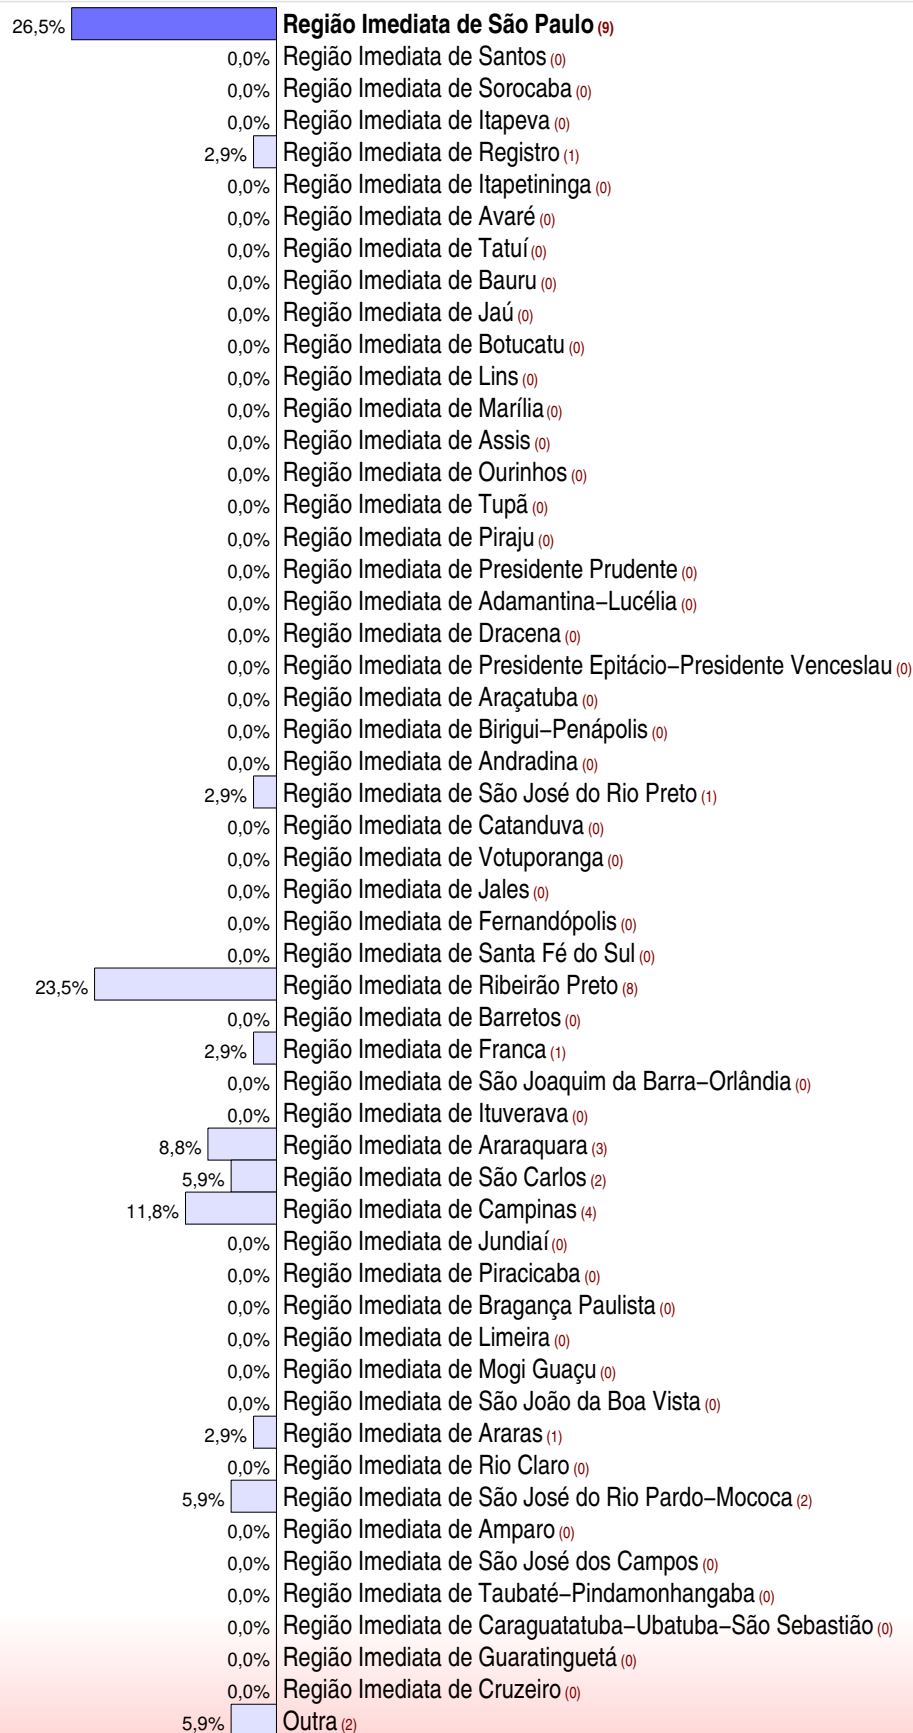 26,5% Região Imediata de São Paulo (9)
0,0% Região Imediata de Santos (0)
0,0% Região Imediata de Sorocaba (0)
0,0% Região Imediata de Itapeva (0)
2,9% Região Imediata de Registro (1)
0,0% Região Imediata de Itapetininga (0)
0,0% Região Imediata de Avaré (0)
0,0% Região Imediata de Tatuí (0)
0,0% Região Imediata de Bauru (0)
0,0% Região Imediata de Jaú (0)
0,0% Região Imediata de Botucatu (0)
0,0% Região Imediata de Lins (0)
0,0% Região Imediata de Marília (0)
0,0% Região Imediata de Assis (0)
0,0% Região Imediata de Ourinhos (0)
0,0% Região Imediata de Tupã (0)
0,0% Região Imediata de Piraju (0)
0,0% Região Imediata de Presidente Prudente (0)
0,0% Região Imediata de Adamantina−Lucélia (0)
0,0% Região Imediata de Dracena (0)
0,0% Região Imediata de Presidente Epitácio−Presidente Venceslau (0)
0,0% Região Imediata de Araçatuba (0)
0,0% Região Imediata de Birigui−Penápolis (0)
0,0% Região Imediata de Andradina (0)
2,9% Região Imediata de São José do Rio Preto (1)
0,0% Região Imediata de Catanduva (0)
0,0% Região Imediata de Votuporanga (0)
0,0% Região Imediata de Jales (0)
0,0% Região Imediata de Fernandópolis (0)
0,0% Região Imediata de Santa Fé do Sul (0)
23,5% Região Imediata de Ribeirão Preto (8)
0,0% Região Imediata de Barretos (0)
2,9% Região Imediata de Franca (1)
0,0% Região Imediata de São Joaquim da Barra−Orlândia (0)
0,0% Região Imediata de Ituverava (0)
8,8% Região Imediata de Araraquara (3)
5,9% Região Imediata de São Carlos (2)
11,8% Região Imediata de Campinas (4)
0,0% Região Imediata de Jundiaí (0)
0,0% Região Imediata de Piracicaba (0)
0,0% Região Imediata de Bragança Paulista (0)
0,0% Região Imediata de Limeira (0)
0,0% Região Imediata de Mogi Guaçu (0)
0,0% Região Imediata de São João da Boa Vista (0)
2,9% Região Imediata de Araras (1)
0,0% Região Imediata de Rio Claro (0)
5,9% Região Imediata de São José do Rio Pardo−Mococa (2)
0,0% Região Imediata de Amparo (0)
0,0% Região Imediata de São José dos Campos (0)
0,0% Região Imediata de Taubaté−Pindamonhangaba (0)
0,0% Região Imediata de Caraguatatuba−Ubatuba−São Sebastião (0)
0,0% Região Imediata de Guaratinguetá (0)
0,0% Região Imediata de Cruzeiro (0)
5,9% Outra (2)